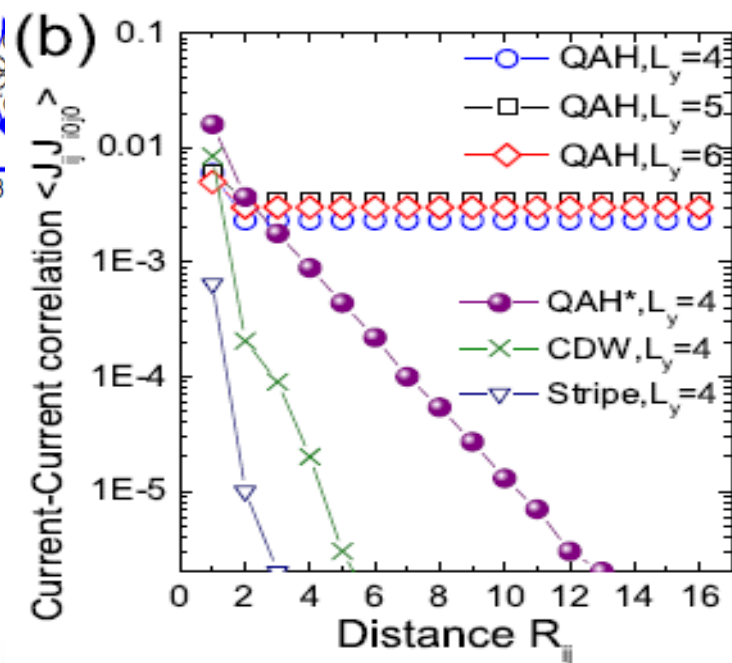 (b)
Current-Current correlation <J_ij J_i0j0 >
0.1
0.01
1E-3
1E-4
1E-5
QAH,L_y=4
QAH,L_y=5
QAH,L_y=6
QAH*,L_y=4
CDW,L_y=4
Stripe,L_y=4
0 2 4 6 8 10 12 14 16
Distance R_ij